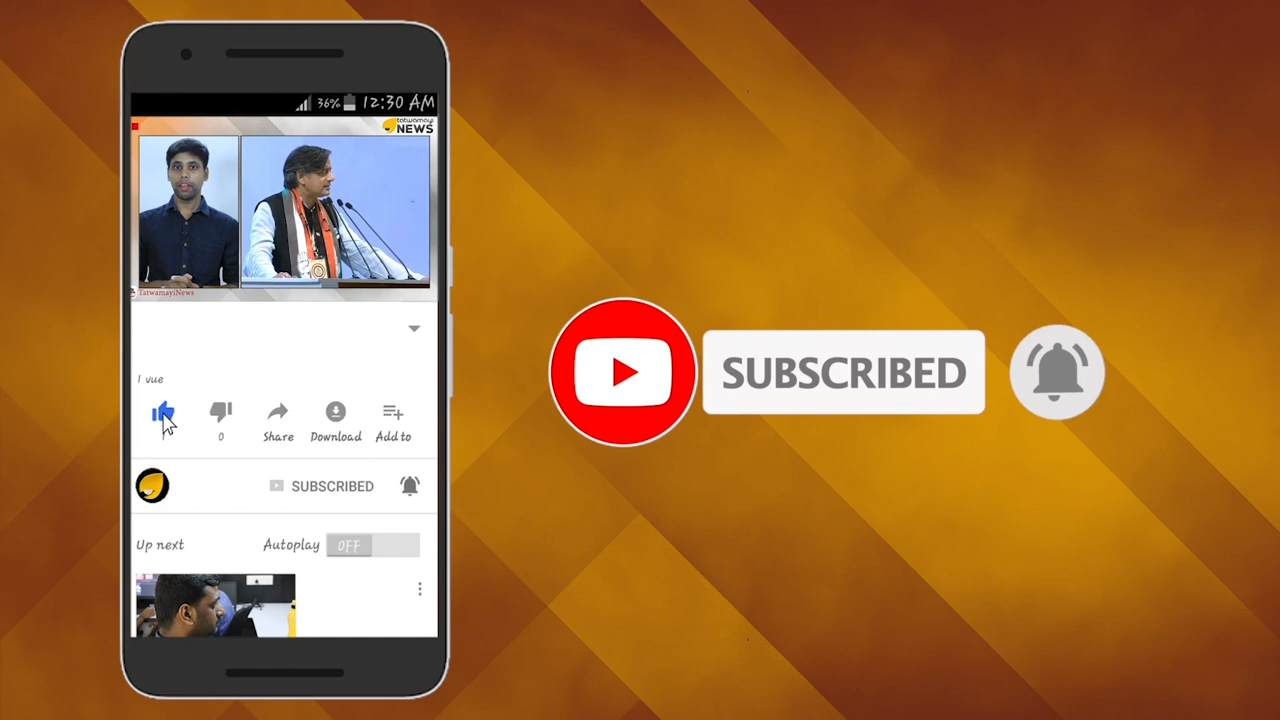 36% 12:30 AM
tatwamayi
NEWS
TatwamayiNews
1 vue
0 Share Download Add to
SUBSCRIBED
Up next Autoplay OFF
SUBSCRIBED